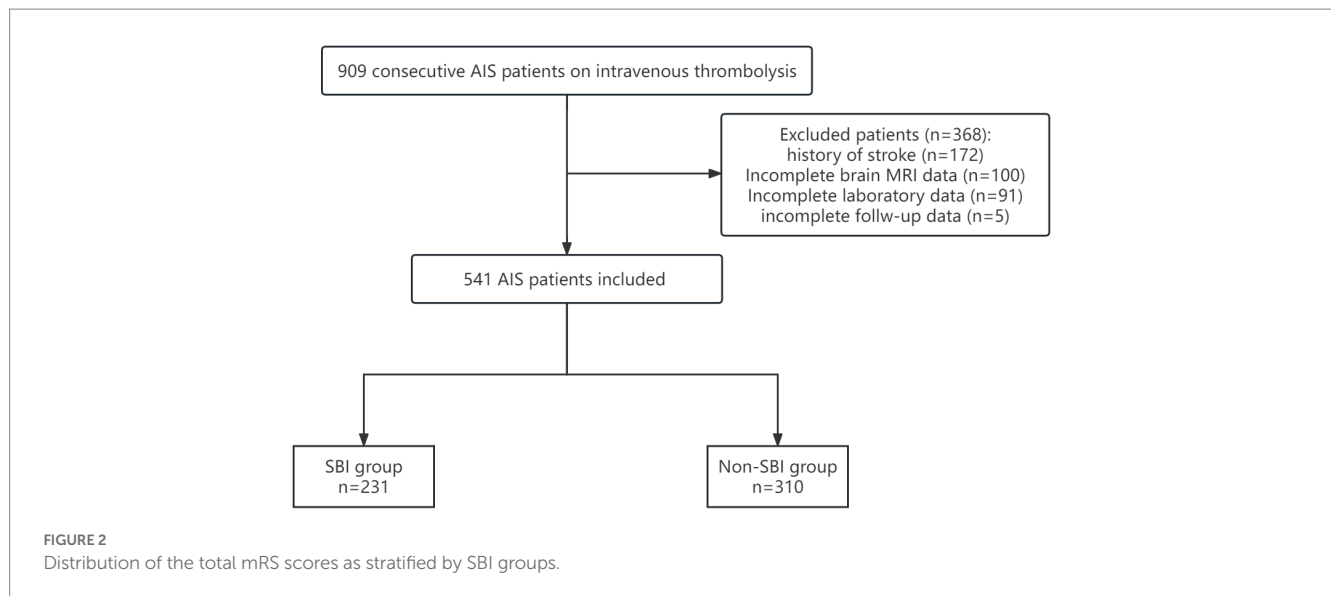 909 consecutive AIS patients on intravenous thrombolysis
Excluded patients (n=368):
history of stroke (n=172)
Incomplete brain MRI data (n=100)
Incomplete laboratory data (n=91)
incomplete follw-up data (n=5)
541 AIS patients included
SBI group
n=231
Non-SBI group
n=310
FIGURE 2
Distribution of the total mRS scores as stratified by SBI groups.